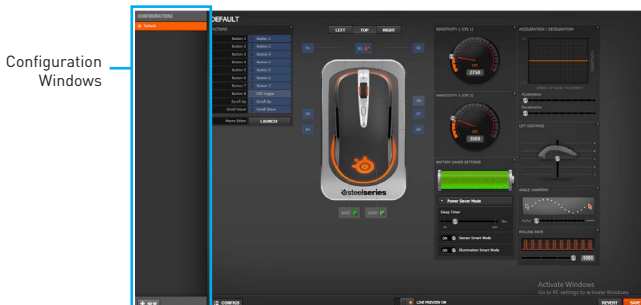 Configuration
Windows
CONFIGURATIONS
Default
DEFAULT
ACTIONS
Button 1 Button 1
Button 2 Button 2
Button 3 Button 3
Button 4 Button 4
Button 5 Button 5
Button 6 Button 6
Button 7 Button 7
Button 8 CPI Toggle
Scroll Up Scroll Up
Scroll Down Scroll Down
Macro Editor LAUNCH
LEFT TOP RIGHT
steelseries
SENSITIVITY 1 (CPI 1)
2750
SENSITIVITY 2 (CPI 2)
3500
BATTERY SAVER SETTINGS
Power Saver Mode
Sleep Timer
ON Sensor Smart Mode
ON Illumination Smart Mode
ACCELERATION / DECELERATION
Acceleration
Deceleration
LIFT DISTANCE
ANGLE SNAPPING
POLLING RATE
Activate Windows
Go to PC settings to activate Windows.
+ NEW
CONFIGS
LIVE PREVIEW ON
REVERT SAVE